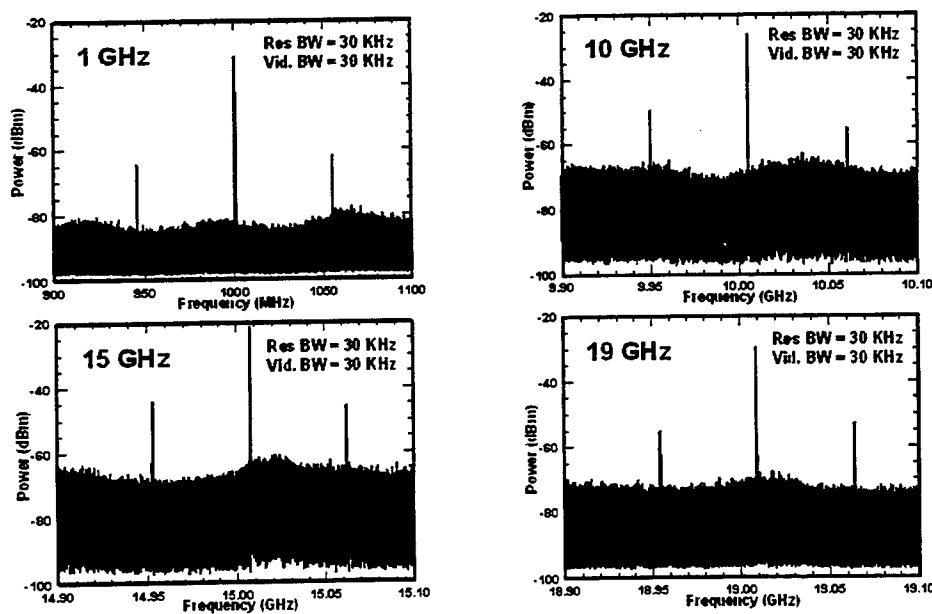 -20
1 GHz
Res BW = 30 KHz
Vid. BW = 30 KHz
-40
-60
-80
-100
Power (dBm)
900
950
1000
1050
1100
Frequency (MHz)
-20
10 GHz
Res BW = 30 KHz
Vid. BW = 30 KHz
-40
-60
-80
-100
Power (dBm)
9.90
9.95
10.00
10.05
10.10
Frequency (GHz)
-20
15 GHz
Res BW = 30 KHz
Vid. BW = 30 KHz
-40
-60
-80
-100
Power (dBm)
14.90
14.95
15.00
15.05
15.10
Frequency (GHz)
-20
19 GHz
Res BW = 30 KHz
Vid. BW = 30 KHz
-40
-60
-80
-100
Power (dBm)
18.90
18.95
19.00
19.05
19.10
Frequency (GHz)